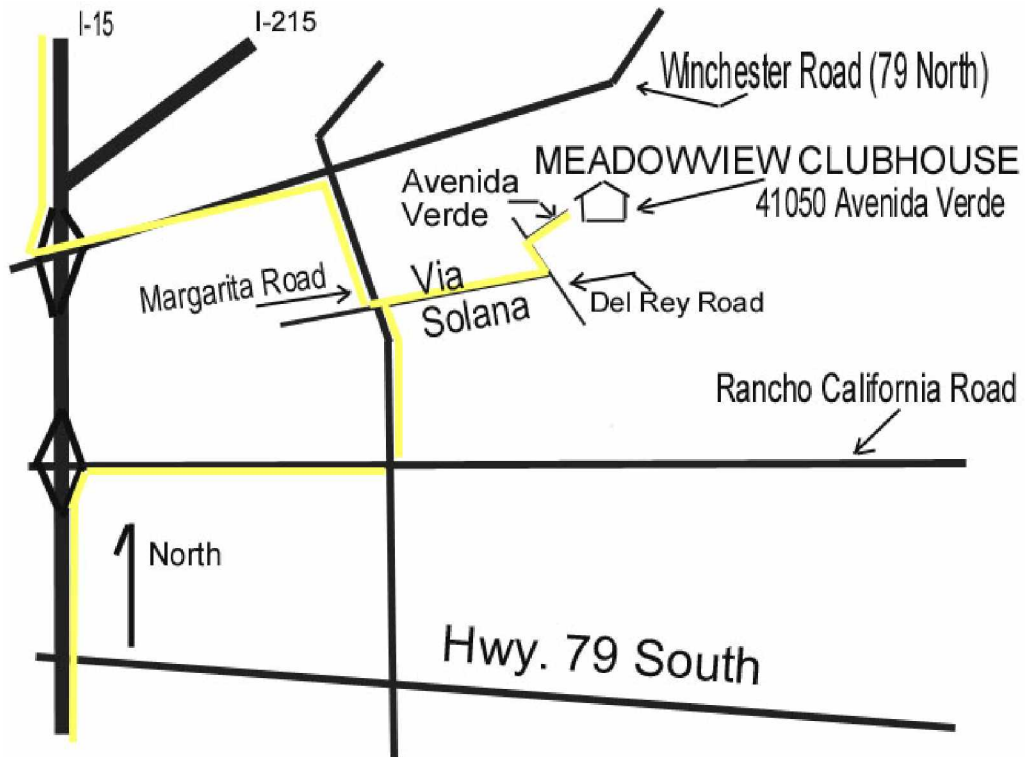 I-15
I-215
Winchester Road (79 North)
MEADOWVIEW CLUBHOUSE
41050 Avenida Verde
Avenida
Verde
Margarita Road
Via
Solana
Del Rey Road
Rancho California Road
North
Hwy. 79 South